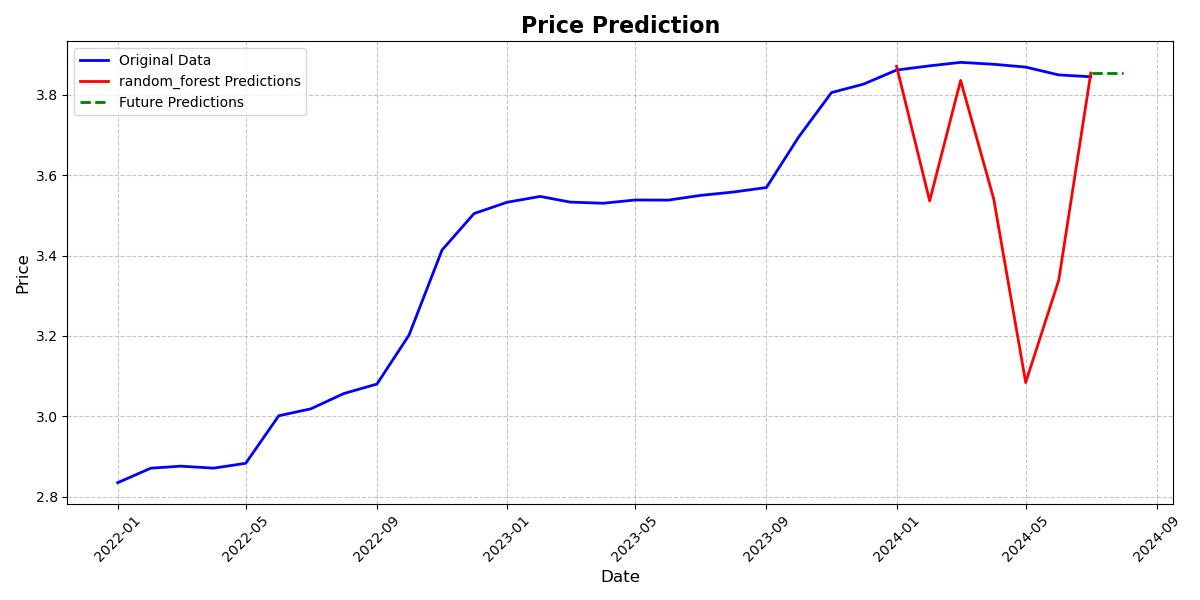 Price Prediction
Original Data
random_forest Predictions
Future Predictions
Price
3.8
3.6
3.4
3.2
3.0
2.8
2022-01
2022-05
2022-09
2023-01
2023-05
2023-09
2024-01
2024-05
2024-09
Date